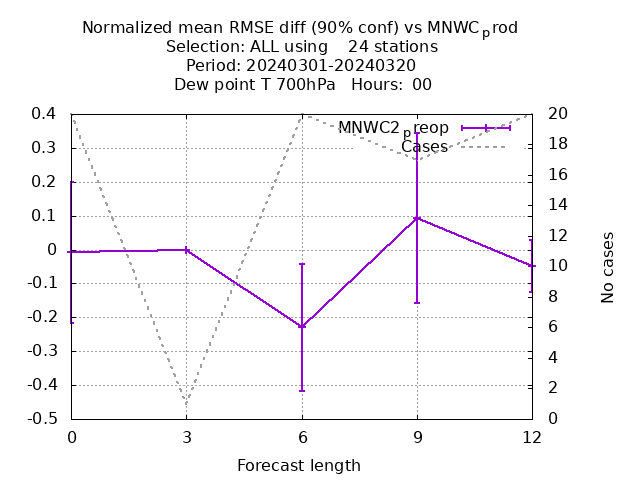 Normalized mean RMSE diff (90% conf) vs MNWCprod
Selection: ALL using 24 stations
Period: 20240301-20240320
Dew point T 700hPa Hours: 00
MNWC2preop
Cases
0.4
0.3
0.2
0.1
0
-0.1
-0.2
-0.3
-0.4
-0.5
20
18
16
14
12
10
8
6
4
2
0
No cases
0 3 6 9 12
Forecast length